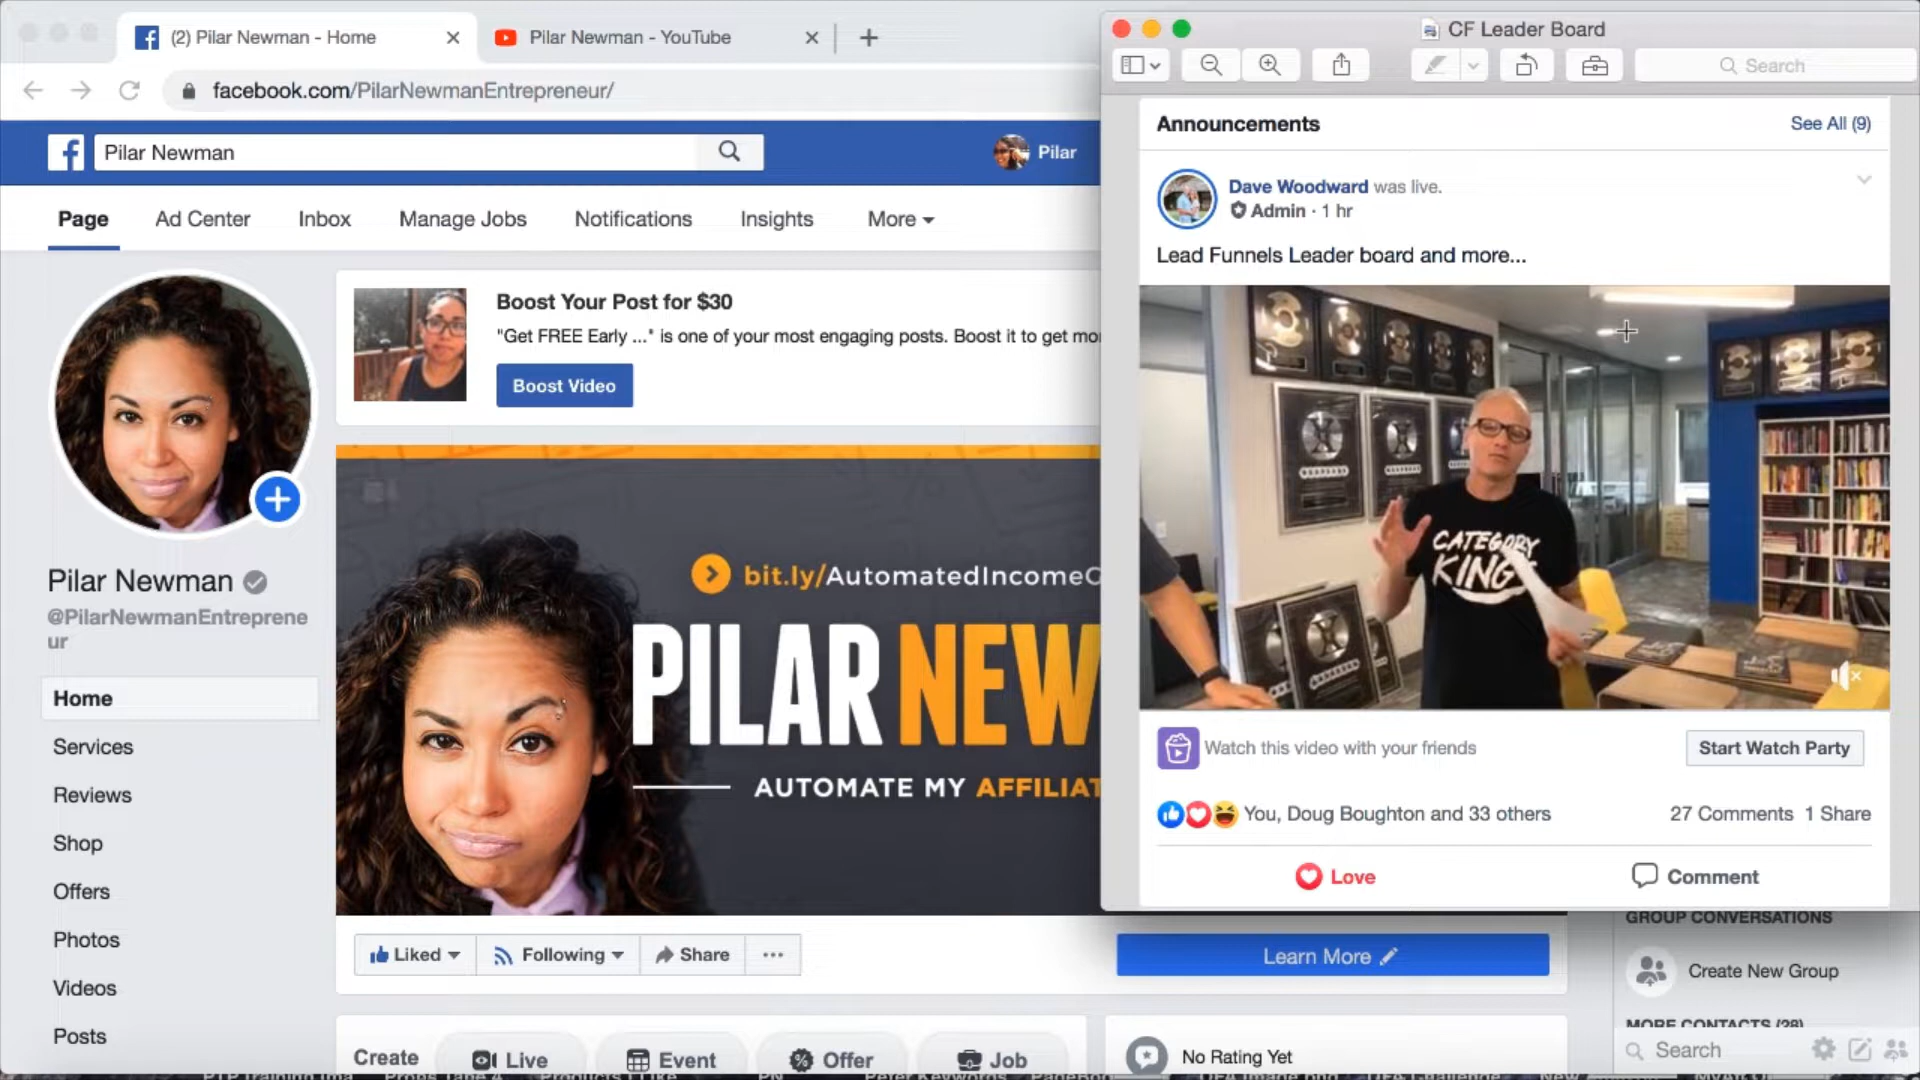 (2) Pilar Newman - Home
Pilar Newman - YouTube
facebook.com/PilarNewmanEntrepreneur/
Pilar Newman
Pilar
Page
Ad Center
Inbox
Manage Jobs
Notifications
Insights
More
Boost Your Post for $30
"Get FREE Early ..." is one of your most engaging posts. Boost it to get
Boost Video
bit.ly/AutomatedIncome
PILAR NEW
AUTOMATE MY AFFILIAT
Pilar Newman
@PilarNewmanEntreprene
ur
Home
Services
Reviews
Shop
Offers
Photos
Videos
Posts
Liked
Following
Share
Learn More
Create
Live
Event
Offer
Job
No Rating Yet
CF Leader Board
Search
Announcements
See All (9)
Dave Woodward was live.
Admin · 1 hr
Lead Funnels Leader board and more...
CATEGORY
KINGS
Watch this video with your friends
Start Watch Party
You, Doug Boughton and 33 others
27 Comments 1 Share
Love
Comment
GROUP CONVERSATIONS
Create New Group
MORE CONTACTS (28)
Search